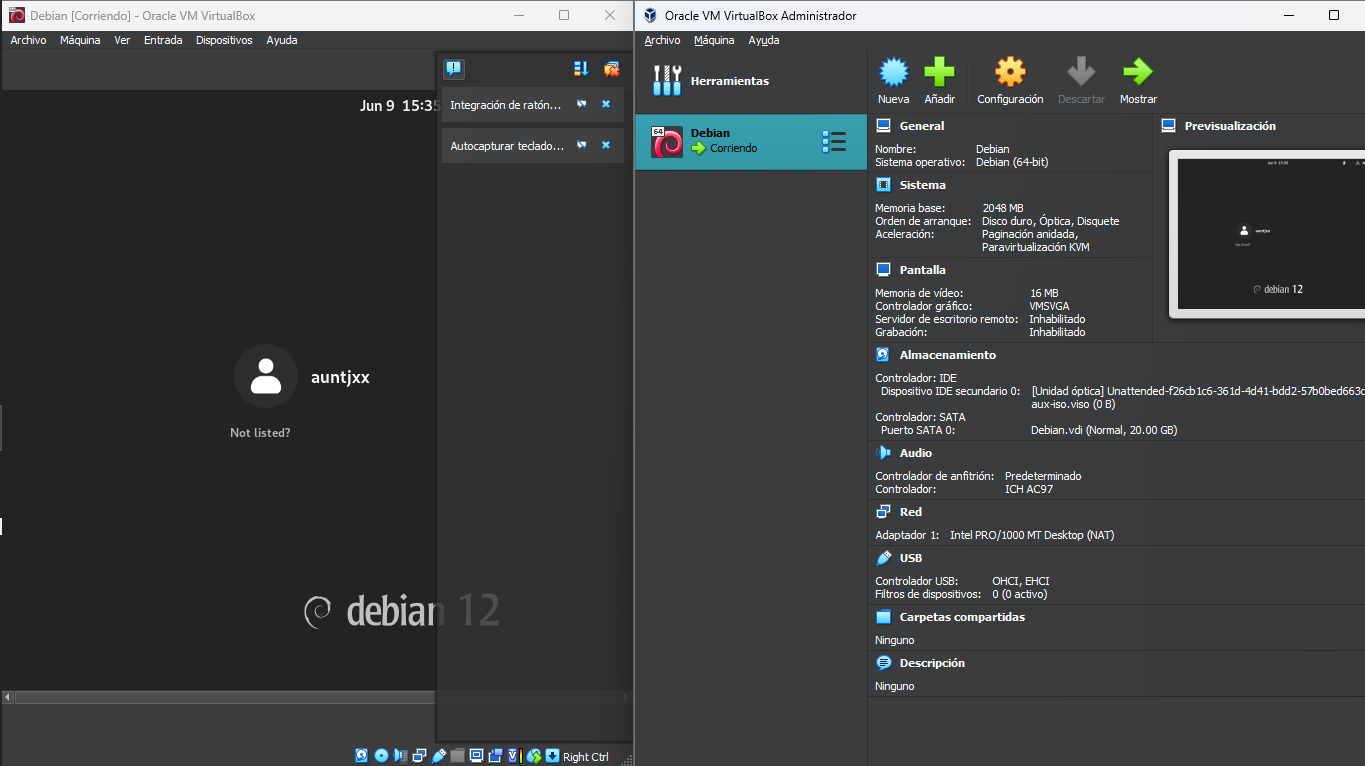 Debian [Corriendo] - Oracle VM VirtualBox
Archivo Máquina Ver Entrada Dispositivos Ayuda
Jun 9 15:35
Integración de ratón...
Autocapturar teclado...
auntjxx
Not listed?
debian 12
Right Ctrl
Oracle VM VirtualBox Administrador
Archivo Máquina Ayuda
Herramientas
Nueva Añadir Configuración Descartar Mostrar
64
Debian
Corriendo
General
Nombre: Debian
Sistema operativo: Debian (64-bit)
Sistema
Memoria base: 2048 MB
Orden de arranque: Disco duro, Óptica, Disquete
Aceleración: Paginación anidada,
Paravirtualización KVM
Pantalla
Memoria de vídeo: 16 MB
Controlador gráfico: VMSVGA
Servidor de escritorio remoto: Inhabilitado
Grabación: Inhabilitado
Almacenamiento
Controlador: IDE
Dispositivo IDE secundario 0: [Unidad óptica] Unattended-f26cb1c6-361d-4d41-bdd2-57b0bed663c
aux-iso.viso (0 B)
Controlador: SATA
Puerto SATA 0: Debian.vdi (Normal, 20.00 GB)
Audio
Controlador de anfitrión: Predeterminado
Controlador: ICH AC97
Red
Adaptador 1: Intel PRO/1000 MT Desktop (NAT)
USB
Controlador USB: OHCI, EHCI
Filtros de dispositivos: 0 (0 activo)
Carpetas compartidas
Ninguno
Descripción
Ninguno
Previsualización
auntjxx
debian 12